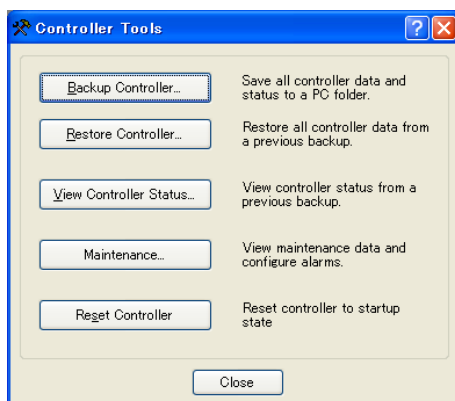 Controller Tools
Backup Controller...
Save all controller data and
status to a PC folder.
Restore Controller...
Restore all controller data from
a previous backup.
View Controller Status...
View controller status from a
previous backup.
Maintenance...
View maintenance data and
configure alarms.
Reset Controller
Reset controller to startup
state
Close